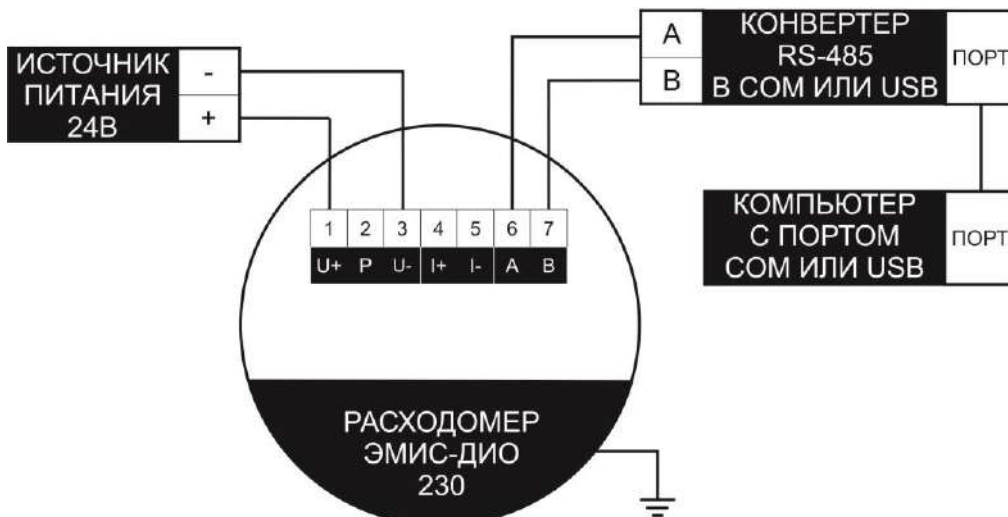 ИСТОЧНИК
ПИТАНИЯ
24В
-
+
A
B
КОНВЕРТЕР
RS-485
В COM ИЛИ USB
ПОРТ
КОМПЬЮТЕР
С ПОРТОМ
COM ИЛИ USB
ПОРТ
1 2 3 4 5 6 7
U+ P U- I+ I- A B
РАСХОДОМЕР
ЭМИС-ДИО
230